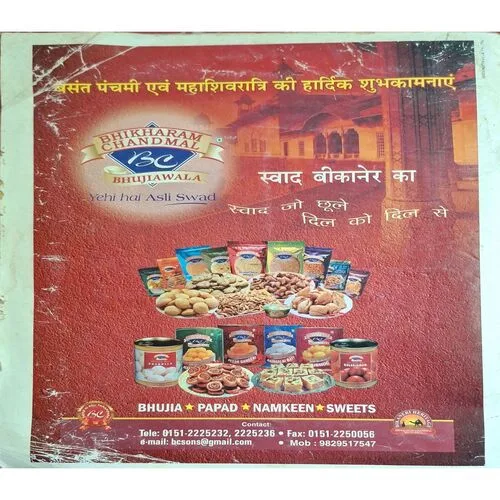 बसंत पंचमी एवं महाशिवरात्रि की हार्दिक शुभकामनाएं
BHIKHARAM
CHANDMAL
BC
BHUJIAWALA
Yehi hai Asli Swad
स्वाद बीकानेर का
स्वाद जो छूले
दिल को दिल से
BHUJIA ★ PAPAD ★ NAMKEEN ★ SWEETS
Contact:
Tele: 0151-2225232, 2225236 • Fax: 0151-2250056
e-mail: bcsons@gmail.com • Mob : 9829517547
BC